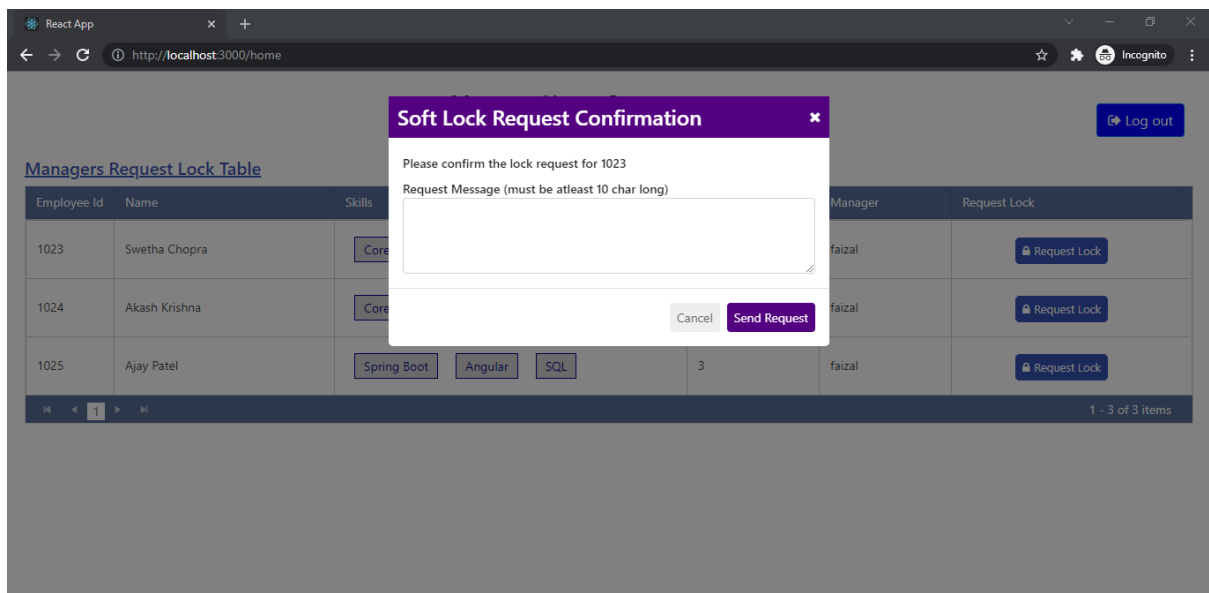 React App
http://localhost:3000/home
Incognito
Soft Lock Request Confirmation
Log out
Please confirm the lock request for 1023
Managers Request Lock Table
Request Message (must be atleast 10 char long)
Employee Id Name Skills Manager Request Lock
1023 Swetha Chopra Core faizal Request Lock
1024 Akash Krishna Core faizal Request Lock
Cancel Send Request
1025 Ajay Patel Spring Boot Angular SQL 3 faizal Request Lock
1 1 - 3 of 3 items